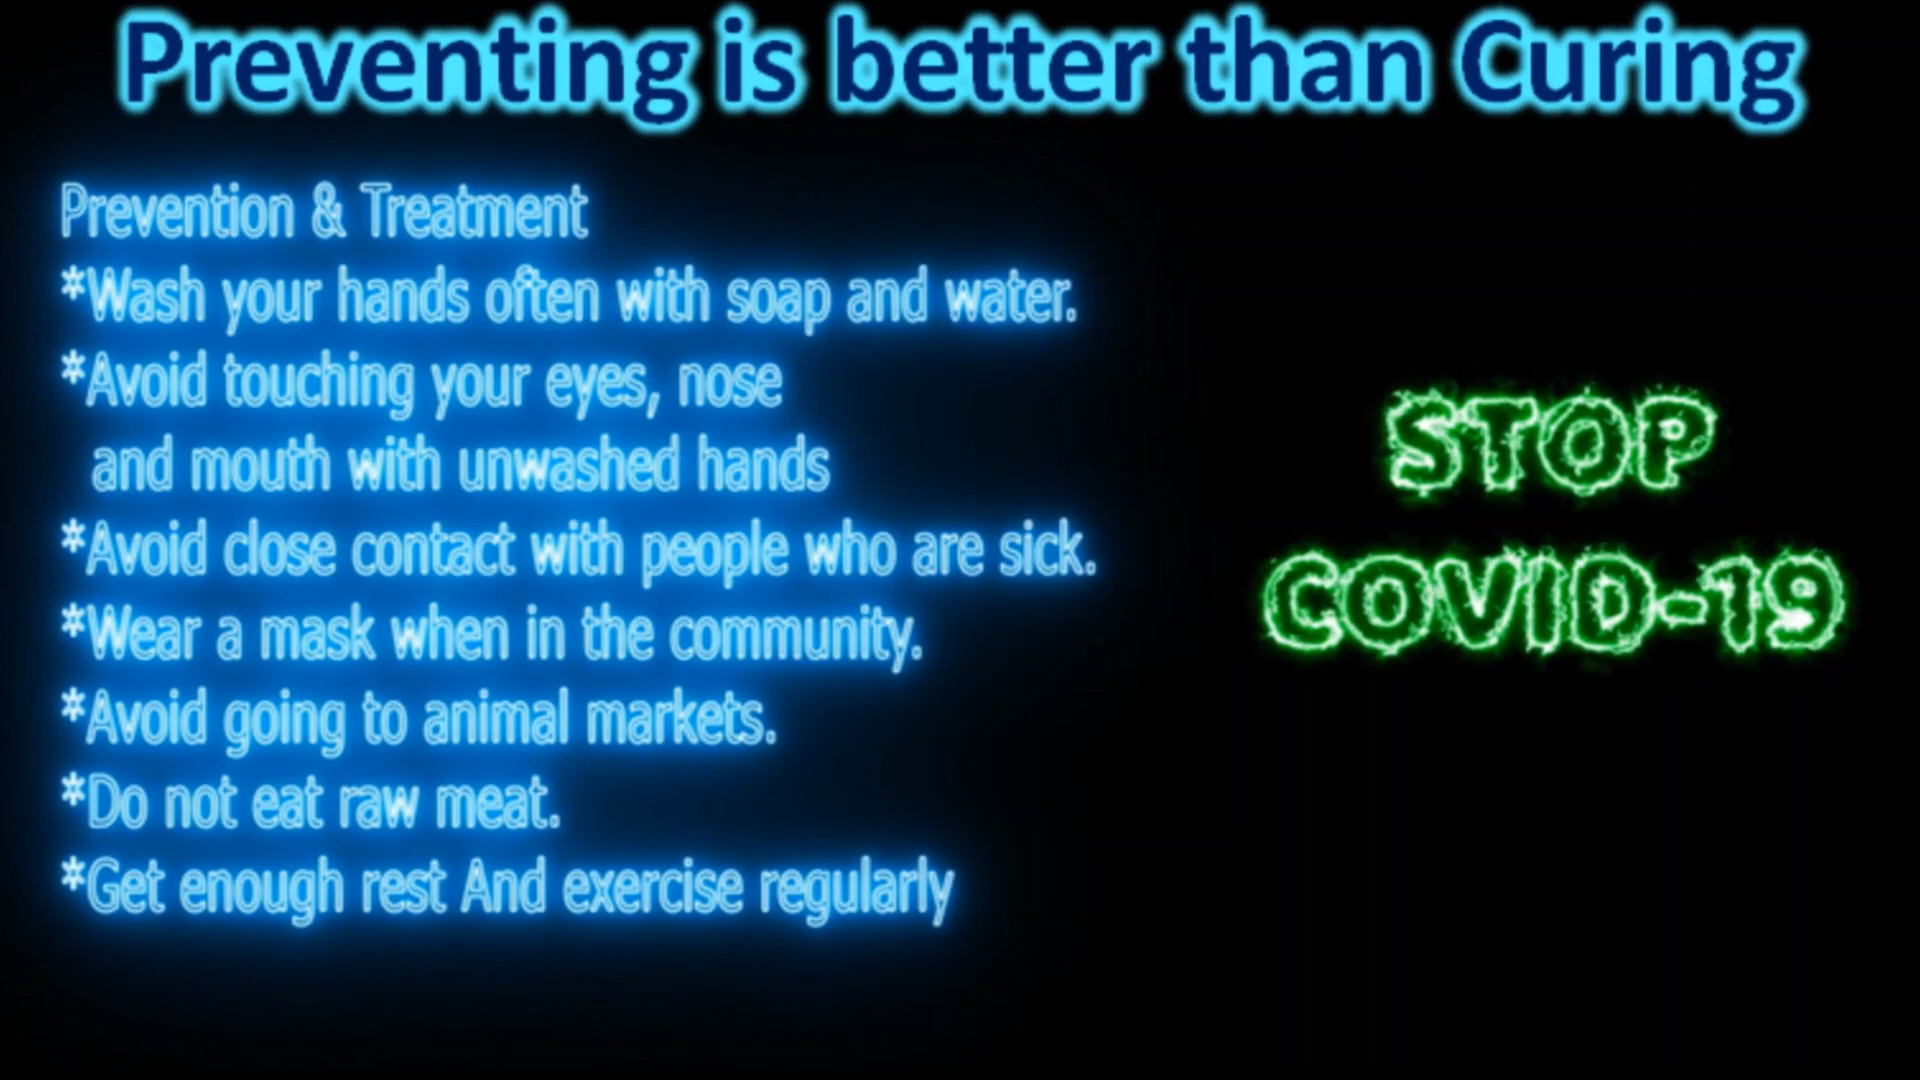 Preventing is better than Curing
Prevention & Treatment
*Wash your hands often with soap and water.
*Avoid touching your eyes, nose
and mouth with unwashed hands
*Avoid close contact with people who are sick.
*Wear a mask when in the community.
*Avoid going to animal markets.
*Do not eat raw meat.
*Get enough rest And exercise regularly
STOP
COVID-19